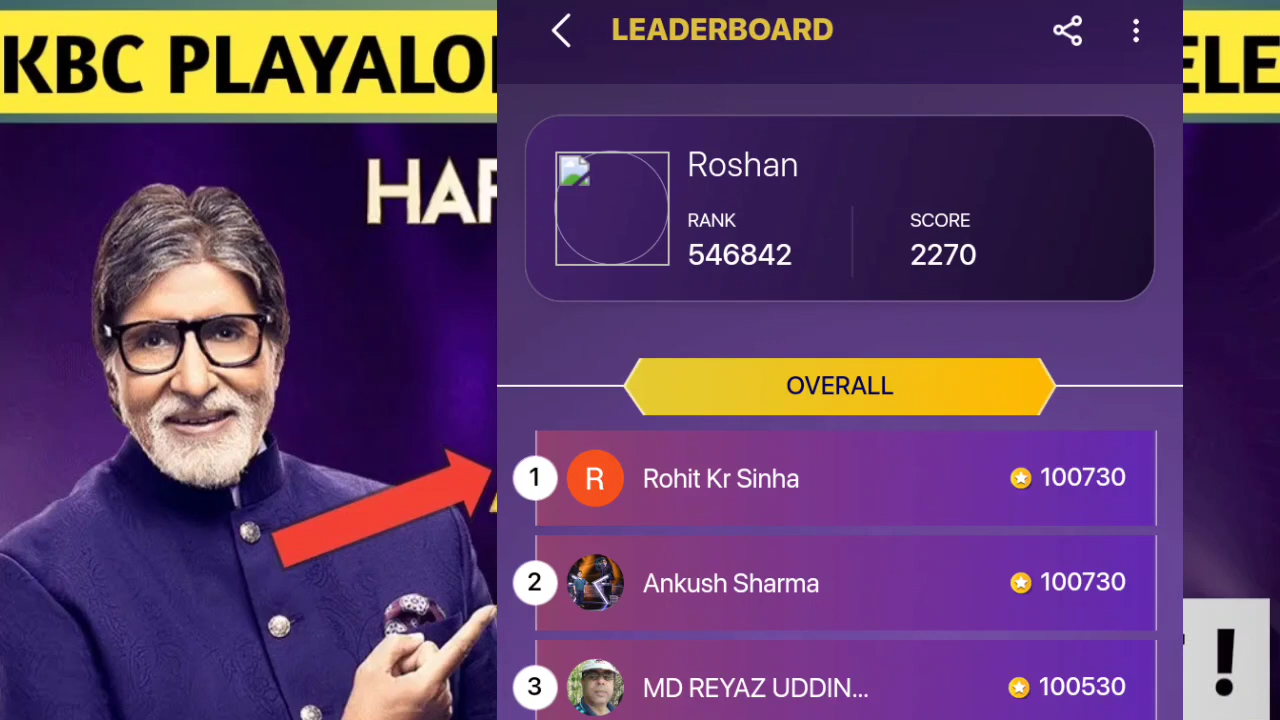 KBC PLAYALO
ELE
HAP
LEADERBOARD
Roshan
RANK
546842
SCORE
2270
OVERALL
1 R Rohit Kr Sinha 100730
2 Ankush Sharma 100730
3 MD REYAZ UDDIN... 100530
!